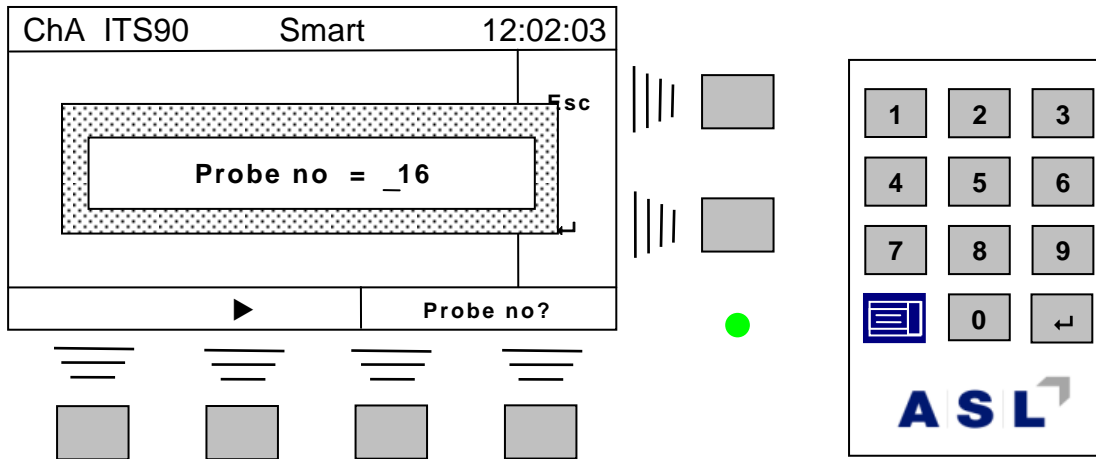 ChA ITS90 Smart 12:02:03
Esc
Probe no = _16
↵
▶ Probe no?
1 2 3
4 5 6
7 8 9
0 ↵
ASL